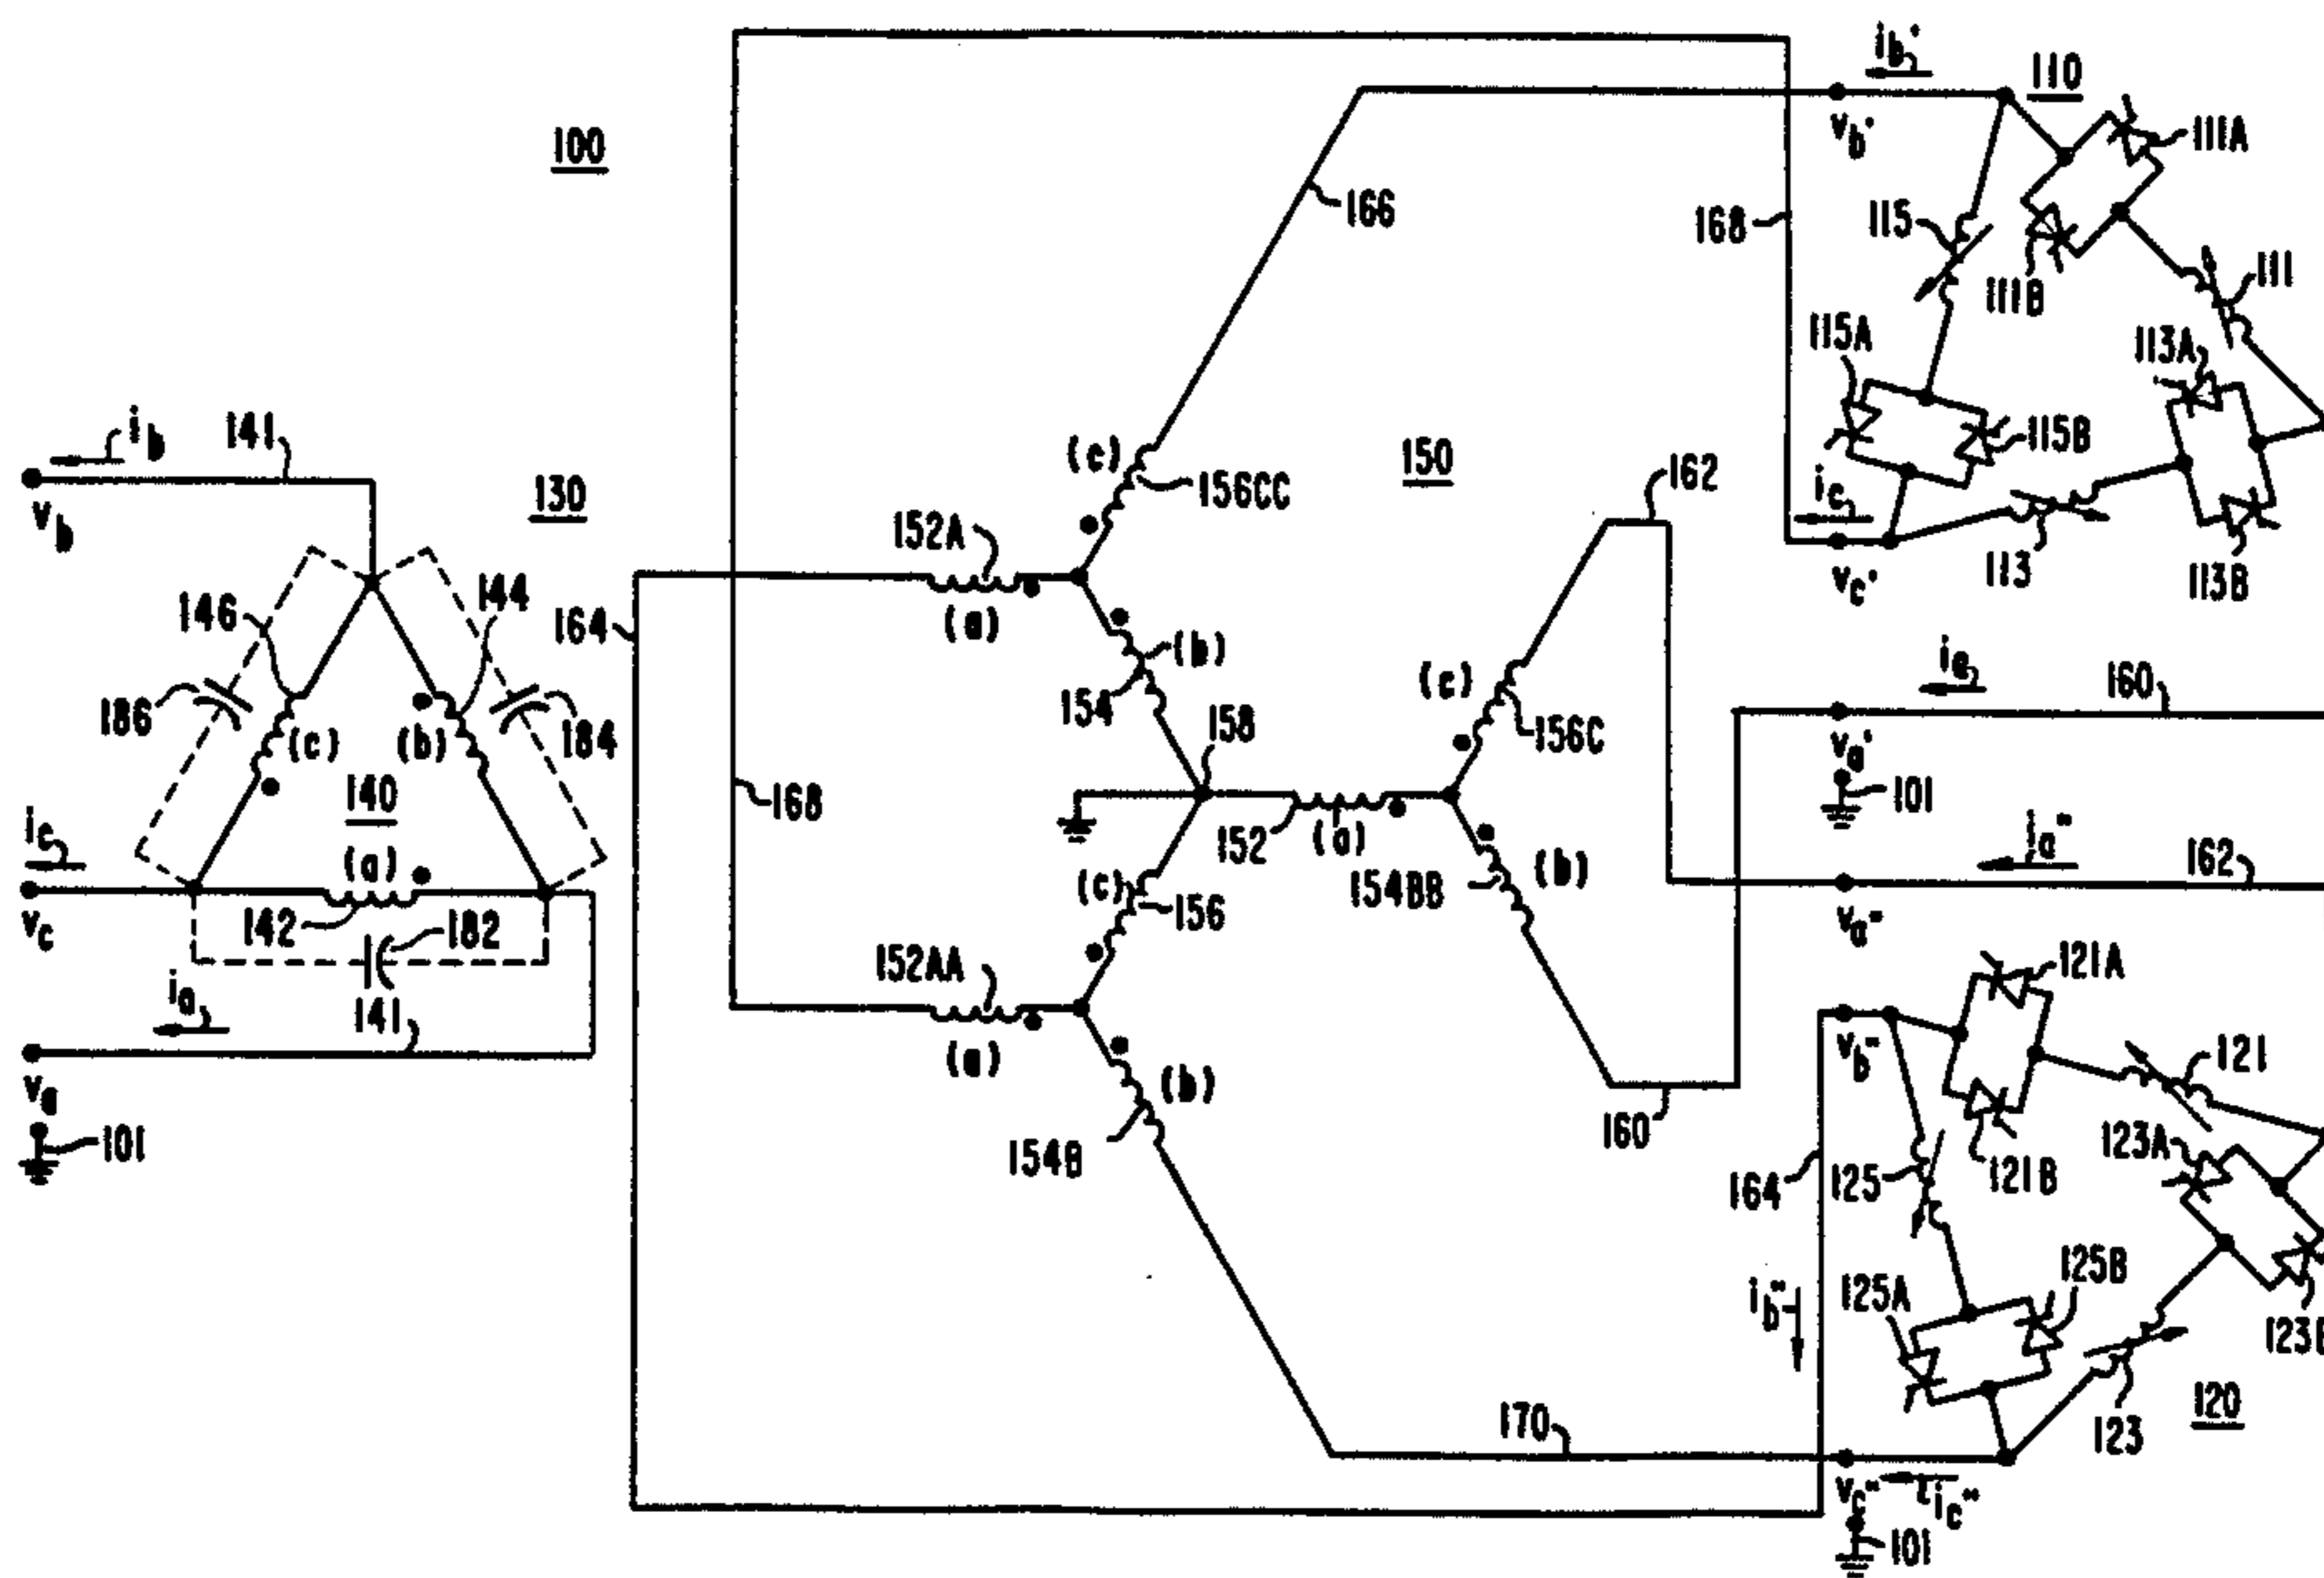 ib'
110
100
vb'
111A
166
168
115
111
111B
115A
113A
ib
141
(c)
150
115B
130
156CC
162
ic
vb
152A
113
113B
vc'
146
144
164
(a)
(b)
154
(c)
ia
160
186
(c)
(b)
184
158
156C
va'
140
168
101
ia"
ic
(a)
152
(a)
162
(c)
154BB
(b)
vc
142
182
156
va"
152AA
121A
ia
141
vb"
va
(a)
(b)
121
160
123A
101
154B
164
125
121B
ib"
125A
125B
123B
170
123
120
vc"
ic"
101